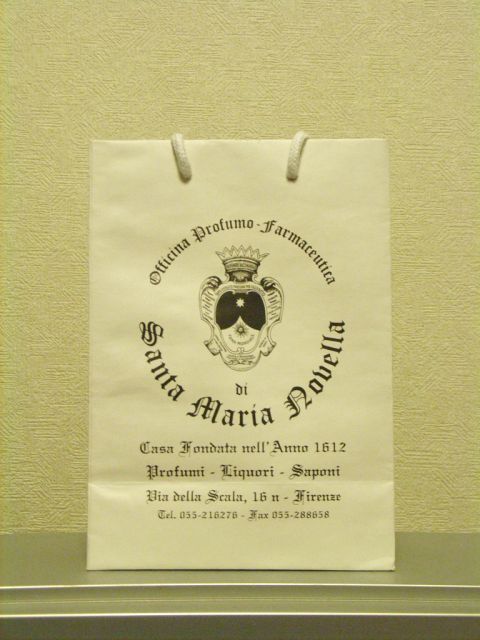 Officina Profumo-Farmaceutica
di
Santa Maria Novella
Casa Fondata nell'Anno 1612
Profumi - Liquori - Saponi
Via della Scala, 16 n - Firenze
Tel. 055-216276 - Fax 055-288658